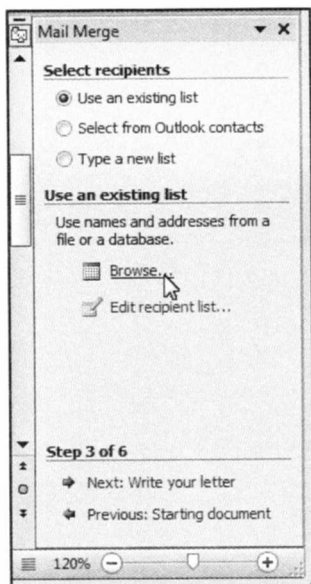 Mail Merge
Select recipients
Use an existing list
Select from Outlook contacts
Type a new list
Use an existing list
Use names and addresses from a
file or a database.
Browse...
Edit recipient list...
Step 3 of 6
Next: Write your letter
Previous: Starting document
120%